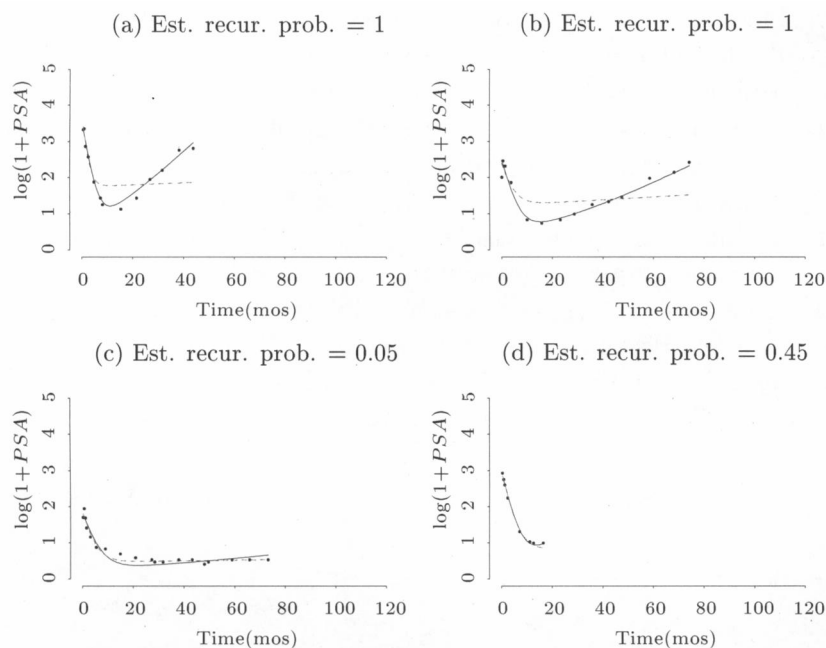 (a) Est. recur. prob. = 1
log(1+PSA)
0 1 2 3 4 5
0 20 40 60 80 100 120
Time(mos)
(b) Est. recur. prob. = 1
log(1+PSA)
0 1 2 3 4 5
0 20 40 60 80 100 120
Time(mos)
(c) Est. recur. prob. = 0.05
log(1+PSA)
0 1 2 3 4 5
0 20 40 60 80 100 120
Time(mos)
(d) Est. recur. prob. = 0.45
log(1+PSA)
0 1 2 3 4 5
0 20 40 60 80 100 120
Time(mos)